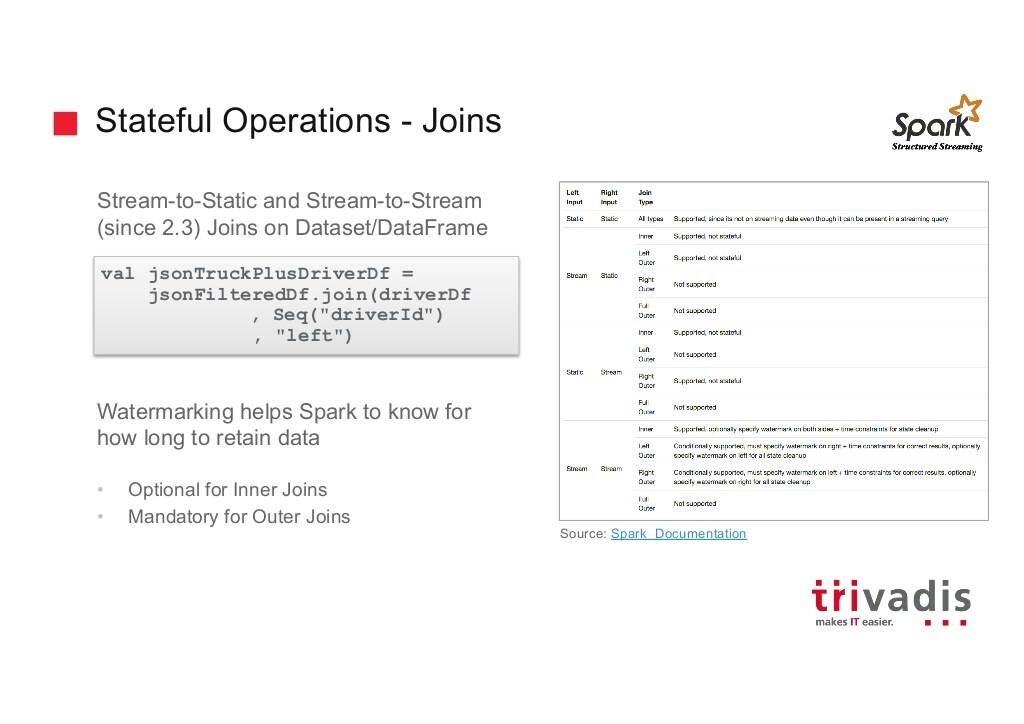 Stateful Operations - Joins
Spark
Structured Streaming
Stream-to-Static and Stream-to-Stream
(since 2.3) Joins on Dataset/DataFrame
val jsonTruckPlusDriverDf =
jsonFilteredDf.join(driverDf
, Seq("driverId")
, "left")
Watermarking helps Spark to know for
how long to retain data
• Optional for Inner Joins
• Mandatory for Outer Joins
Left Input Right Input Join Type
Static Static All types Supported, since its not on streaming data even though it can be present in a streaming query
Stream Static Inner Supported, not stateful
Left Outer Supported, not stateful
Right Outer Not supported
Full Outer Not supported
Static Stream Inner Supported, not stateful
Left Outer Not supported
Right Outer Supported, not stateful
Full Outer Not supported
Stream Stream Inner Supported, optionally specify watermark on both sides + time constraints for state cleanup
Left Outer Conditionally supported, must specify watermark on right + time constraints for correct results, optionally
specify watermark on left for all state cleanup
Right Outer Conditionally supported, must specify watermark on left + time constraints for correct results, optionally
specify watermark on right for all state cleanup
Full Outer Not supported
Source: Spark Documentation
trivadis
makes IT easier.